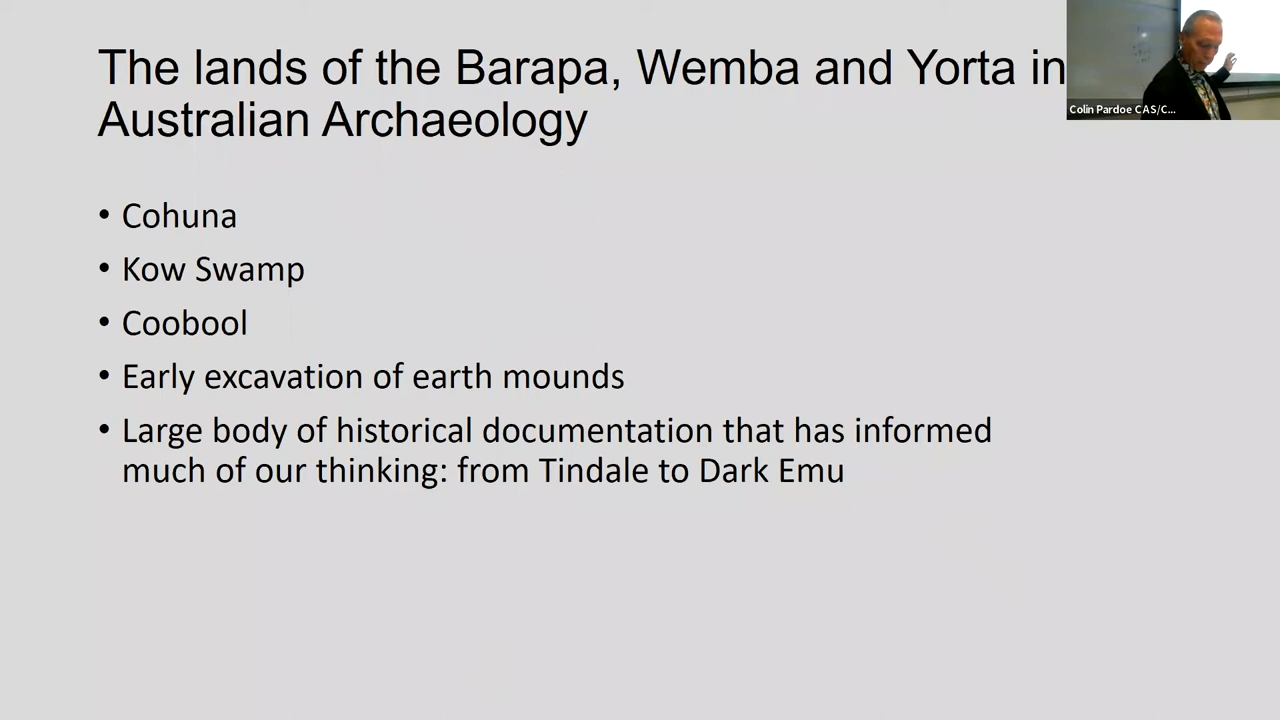 The lands of the Barapa, Wemba and Yorta in
Australian Archaeology
• Cohuna
• Kow Swamp
• Coobool
• Early excavation of earth mounds
• Large body of historical documentation that has informed
much of our thinking: from Tindale to Dark Emu
Colin Pardoe CAS/C...